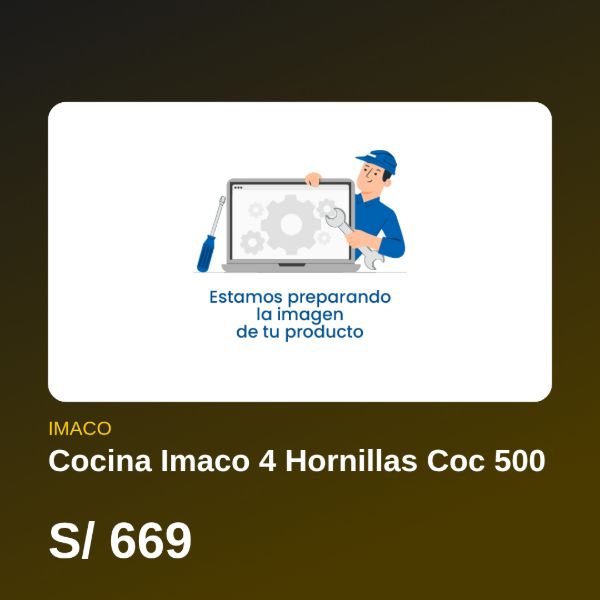 Estamos preparando
la imagen
de tu producto
IMACO
Cocina Imaco 4 Hornillas Coc 500
S/ 669